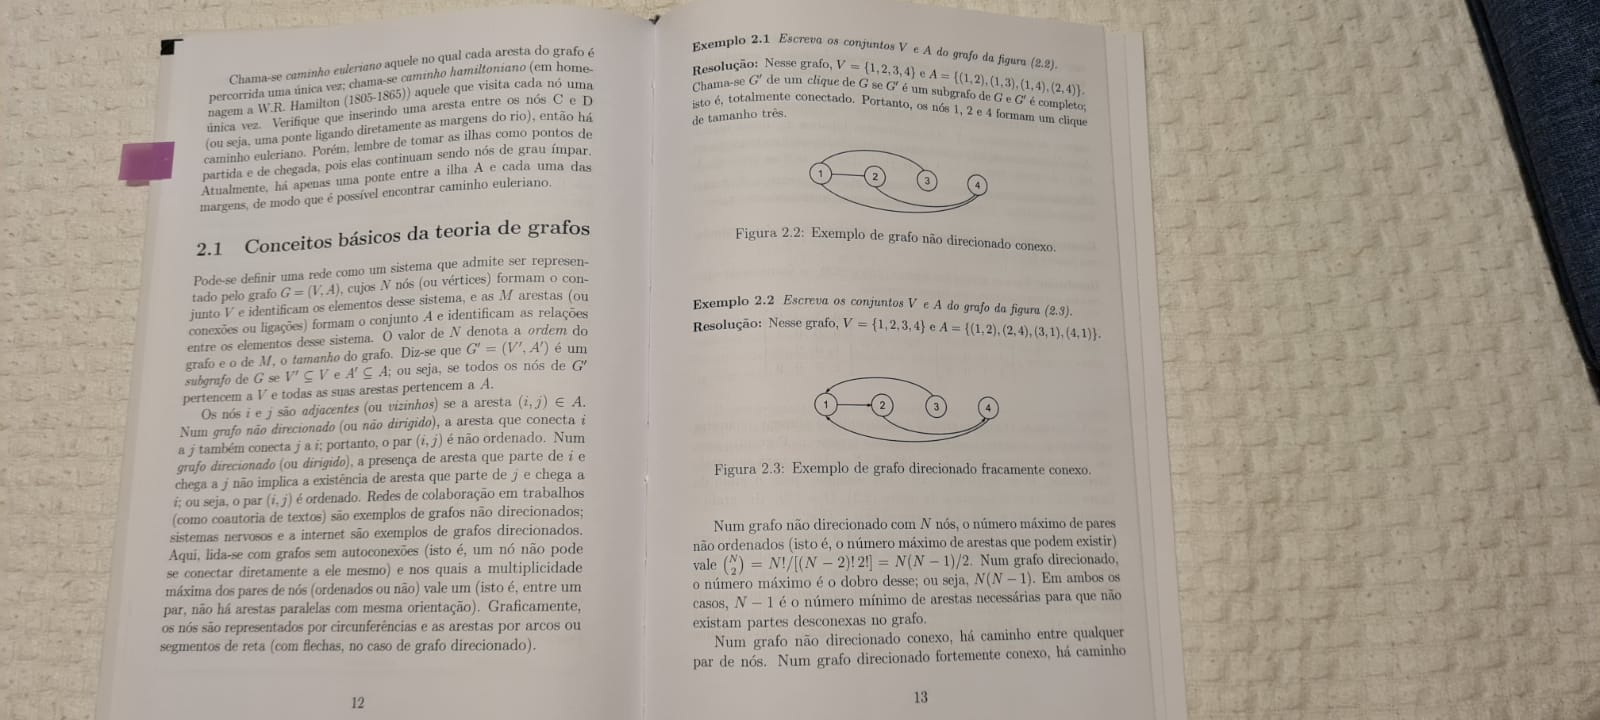 Chama-se caminho euleriano aquele no qual cada aresta do grafo é
percorrida uma única vez; chama-se caminho hamiltoniano (em home-
nagem a W.R. Hamilton (1805-1865)) aquele que visita cada nó uma
única vez. Verifique que inserindo uma aresta entre os nós C e D
(ou seja, uma ponte ligando diretamente as margens do rio), então há
caminho euleriano. Porém, lembre de tomar as ilhas como pontos de
partida e de chegada, pois elas continuam sendo nós de grau ímpar.
Atualmente, há apenas uma ponte entre a ilha A e cada uma das
margens, de modo que é possível encontrar caminho euleriano.
2.1 Conceitos básicos da teoria de grafos
Pode-se definir uma rede como um sistema que admite ser represen-
tado pelo grafo G = (V, A), cujos N nós (ou vértices) formam o con-
junto V e identificam os elementos desse sistema, e as M arestas (ou
conexões ou ligações) formam o conjunto A e identificam as relações
entre os elementos desse sistema. O valor de N denota a ordem do
grafo e o de M, o tamanho do grafo. Diz-se que G′ = (V′, A′) é um
subgrafo de G se V′ ⊆ V e A′ ⊆ A; ou seja, se todos os nós de G′
pertencem a V e todas as suas arestas pertencem a A.
Os nós i e j são adjacentes (ou vizinhos) se a aresta (i, j) ∈ A.
Num grafo não direcionado (ou não dirigido), a aresta que conecta i
a j também conecta j a i; portanto, o par (i, j) é não ordenado. Num
grafo direcionado (ou dirigido), a presença de aresta que parte de i e
chega a j não implica a existência de aresta que parte de j e chega a
i; ou seja, o par (i, j) é ordenado. Redes de colaboração em trabalhos
(como coautoria de textos) são exemplos de grafos não direcionados;
sistemas nervosos e a internet são exemplos de grafos direcionados.
Aqui, lida-se com grafos sem autoconexões (isto é, um nó não pode
se conectar diretamente a ele mesmo) e nos quais a multiplicidade
máxima dos pares de nós (ordenados ou não) vale um (isto é, entre um
par, não há arestas paralelas com mesma orientação). Graficamente,
os nós são representados por circunferências e as arestas por arcos ou
segmentos de reta (com flechas, no caso de grafo direcionado).
12
Exemplo 2.1 Escreva os conjuntos V e A do grafo da figura (2.2).
Resolução: Nesse grafo, V = {1, 2, 3, 4} e A = {(1, 2), (1, 3), (1, 4), (2, 4)}.
Chama-se G′ de um clique de G se G′ é um subgrafo de G e G′ é completo;
isto é, totalmente conectado. Portanto, os nós 1, 2 e 4 formam um clique
de tamanho três.
1 2 3 4
Figura 2.2: Exemplo de grafo não direcionado conexo.
Exemplo 2.2 Escreva os conjuntos V e A do grafo da figura (2.3).
Resolução: Nesse grafo, V = {1, 2, 3, 4} e A = {(1, 2), (2, 4), (3, 1), (4, 1)}.
1 2 3 4
Figura 2.3: Exemplo de grafo direcionado fracamente conexo.
Num grafo não direcionado com N nós, o número máximo de pares
não ordenados (isto é, o número máximo de arestas que podem existir)
vale (N 2) = N!/[(N − 2)! 2!] = N(N − 1)/2. Num grafo direcionado,
o número máximo é o dobro desse; ou seja, N(N − 1). Em ambos os
casos, N − 1 é o número mínimo de arestas necessárias para que não
existam partes desconexas no grafo.
Num grafo não direcionado conexo, há caminho entre qualquer
par de nós. Num grafo direcionado fortemente conexo, há caminho
13